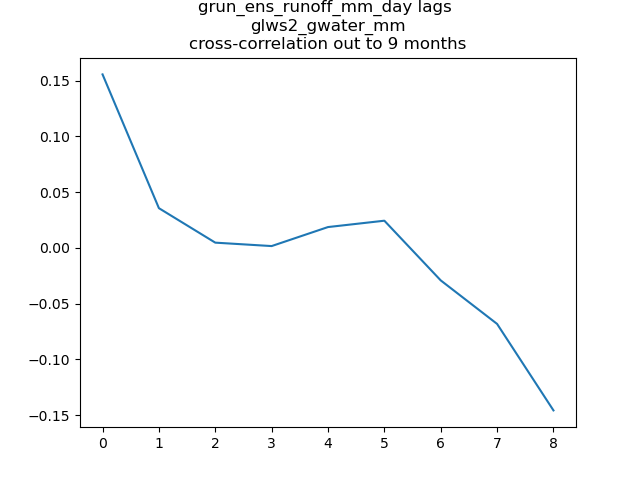 grun_ens_runoff_mm_day lags
glws2_gwater_mm
cross-correlation out to 9 months
0.15
0.10
0.05
0.00
−0.05
−0.10
−0.15
0 1 2 3 4 5 6 7 8